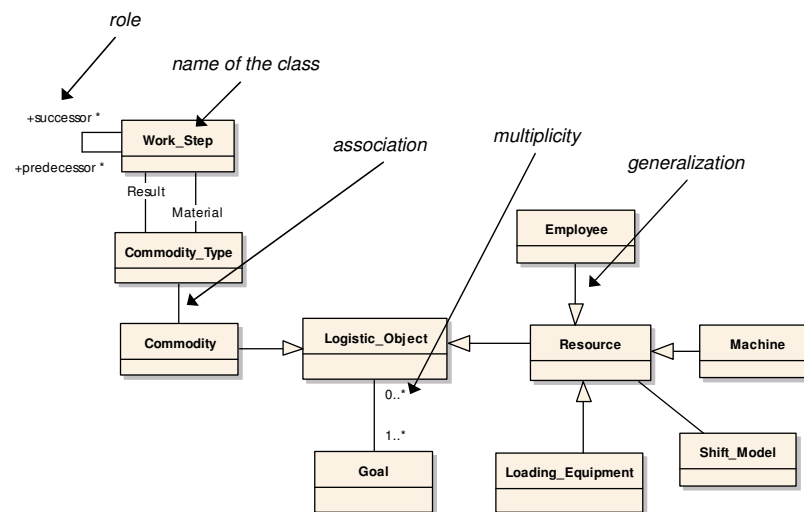 role
name of the class
+successor *
Work_Step
multiplicity
association
+predecessor *
generalization
Result
Material
Employee
Commodity_Type
Commodity
Logistic_Object
Resource
Machine
0..*
1..*
Shift_Model
Goal
Loading_Equipment